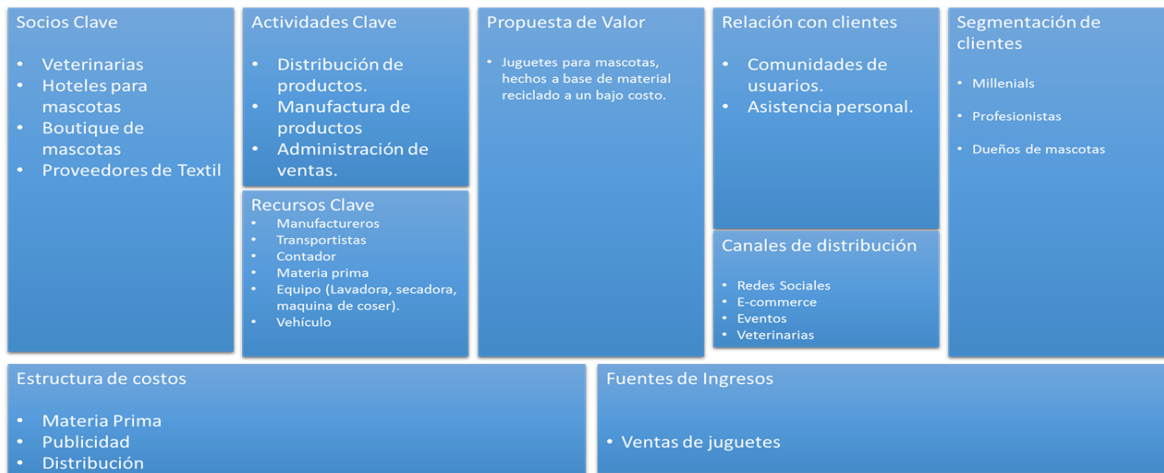 Socios Clave
• Veterinarias
• Hoteles para
mascotas
• Boutique de
mascotas
• Proveedores de Textil
Actividades Clave
• Distribución de
productos.
• Manufactura de
productos
• Administración de
ventas.
Recursos Clave
• Manufactureros
• Transportistas
• Contador
• Materia prima
• Equipo (Lavadora, secadora,
maquina de coser).
• Vehículo
Propuesta de Valor
• Juguetes para mascotas,
hechos a base de material
reciclado a un bajo costo.
Relación con clientes
• Comunidades de
usuarios.
• Asistencia personal.
Canales de distribución
• Redes Sociales
• E-commerce
• Eventos
• Veterinarias
Segmentación de
clientes
• Millenials
• Profesionistas
• Dueños de mascotas
Estructura de costos
• Materia Prima
• Publicidad
• Distribución
Fuentes de Ingresos
• Ventas de juguetes